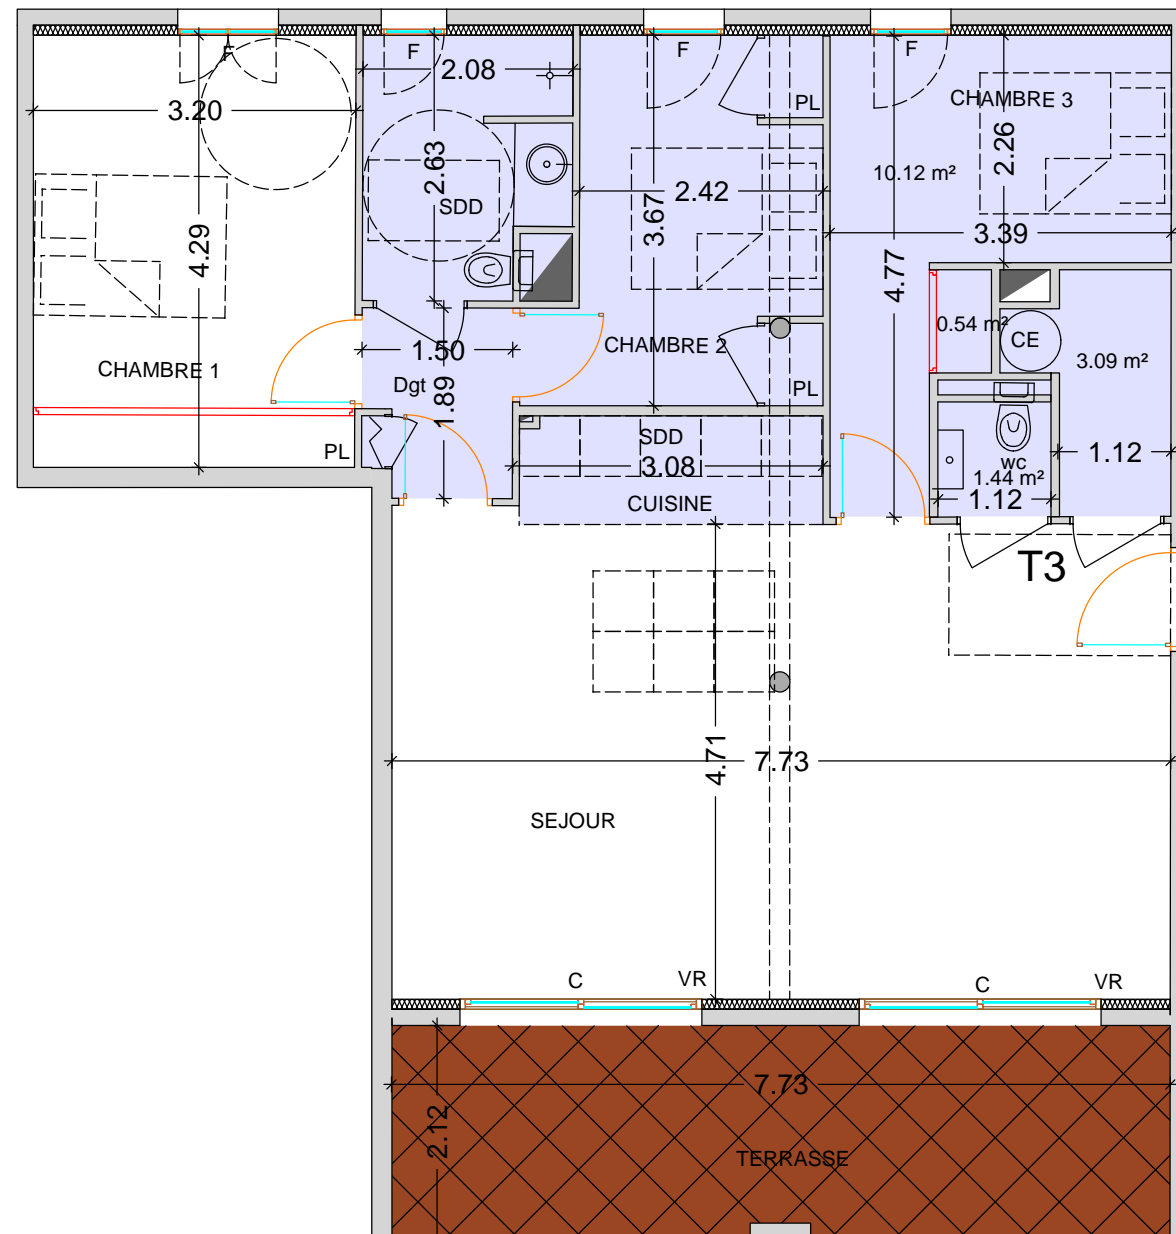 F
F
F
F
2.08
3.20
PL
CHAMBRE 3
2.63
2.26
10.12 m²
2.42
SDD
3.67
3.39
4.29
4.77
0.54 m²
CE
3.09 m²
CHAMBRE 1
1.50
CHAMBRE 2
Dgt
1.89
PL
PL
SDD
3.08
CUISINE
wc
1.44 m²
1.12
1.12
T3
4.71
7.73
SEJOUR
C
VR
C
VR
7.73
2.12
TERRASSE